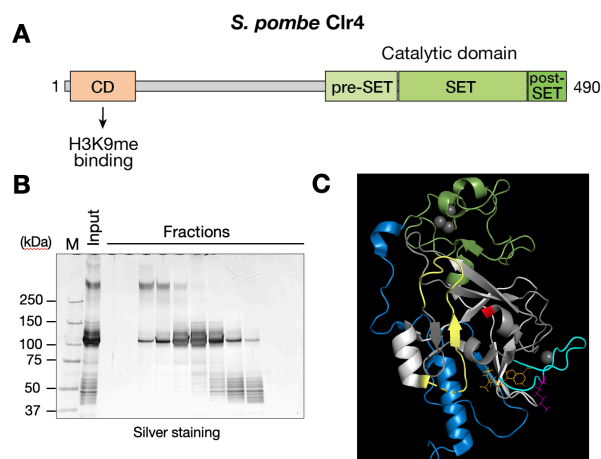 S. pombe Clr4
A
Catalytic domain
1 CD pre-SET SET post-
SET 490
H3K9me
binding
B
C
Fractions
(kDa) M Input
250
150
100
75
50
37
Silver staining